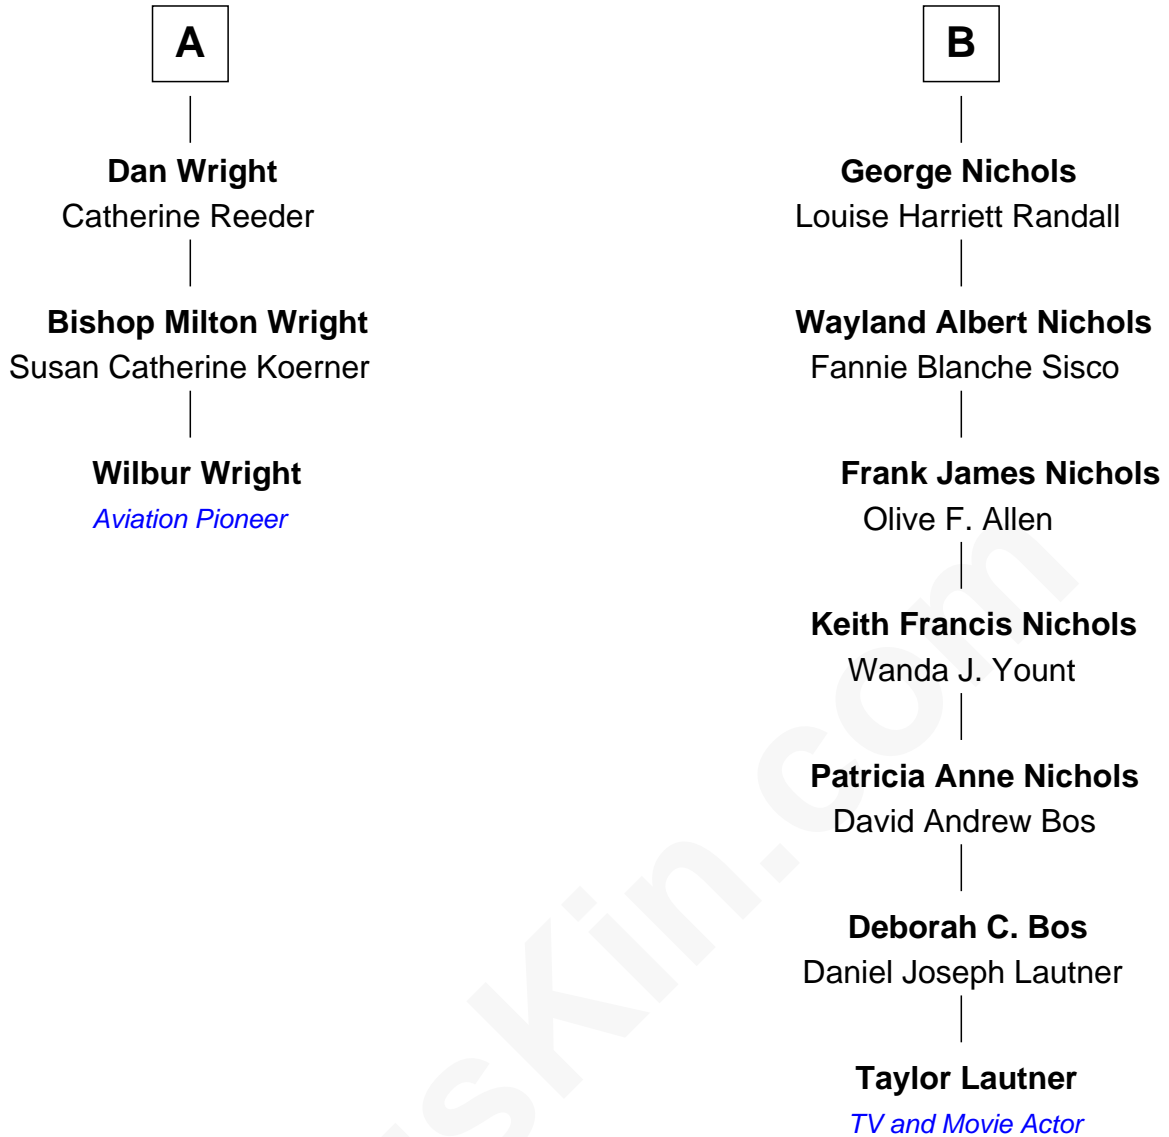 A
Dan Wright
Catherine Reeder
Bishop Milton Wright
Susan Catherine Koerner
Wilbur Wright
Aviation Pioneer
B
George Nichols
Louise Harriett Randall
Wayland Albert Nichols
Fannie Blanche Sisco
Frank James Nichols
Olive F. Allen
Keith Francis Nichols
Wanda J. Yount
Patricia Anne Nichols
David Andrew Bos
Deborah C. Bos
Daniel Joseph Lautner
Taylor Lautner
TV and Movie Actor